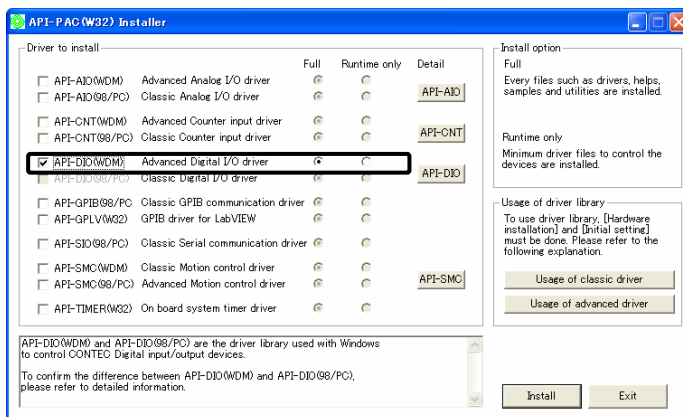 API-PAC(W32) Installer
Driver to install
Full Runtime only Detail
API-AIO(WDM) Advanced Analog I/O driver
API-AIO(98/PC) Classic Analog I/O driver
API-AIO
API-CNT(WDM) Advanced Counter input driver
API-CNT(98/PC) Classic Counter input driver
API-CNT
API-DIO(WDM) Advanced Digital I/O driver
API-DIO(98/PC) Classic Digital I/O driver
API-DIO
API-GPIB(98/PC Classic GPIB communication driver
API-GPLV(W32) GPIB driver for LabVIEW
API-SIO(98/PC) Classic Serial communication driver
API-SMC(WDM) Classic Motion control driver
API-SMC(98/PC) Advanced Motion control driver
API-SMC
API-TIMER(W32) On board system timer driver
Install option
Full
Every files such as drivers, helps,
samples and utilities are installed.
Runtime only
Minimum driver files to control the
devices are installed.
Usage of driver library
To use driver library, [Hardware
installation] and [Initial setting]
must be done. Please refer to the
following explanation.
Usage of classic driver
Usage of advanced driver
API-DIO(WDM) and API-DIO(98/PC) are the driver library used with Windows
to control CONTEC Digital input/output devices.
To confirm the difference between API-DIO(WDM) and API-DIO(98/PC),
please refer to detailed information.
Install Exit